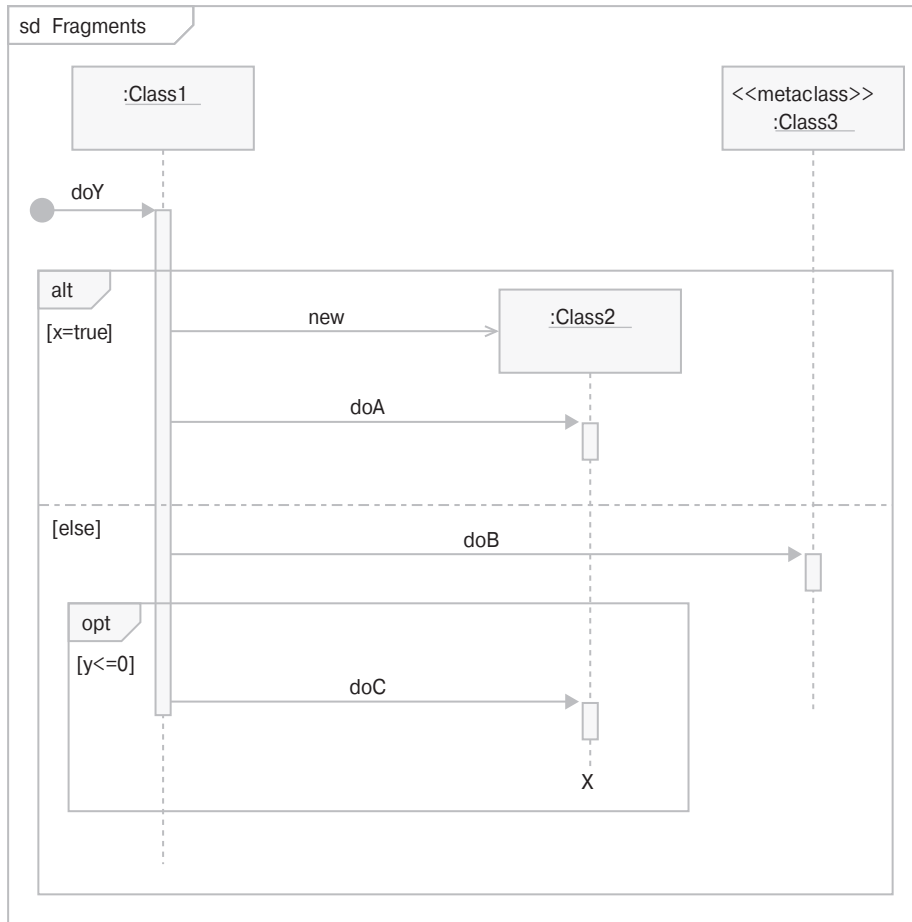 sd Fragments
:Class1
<<metaclass>>
:Class3
doY
alt
[x=true]
new
:Class2
doA
[else]
doB
opt
[y<=0]
doC
X